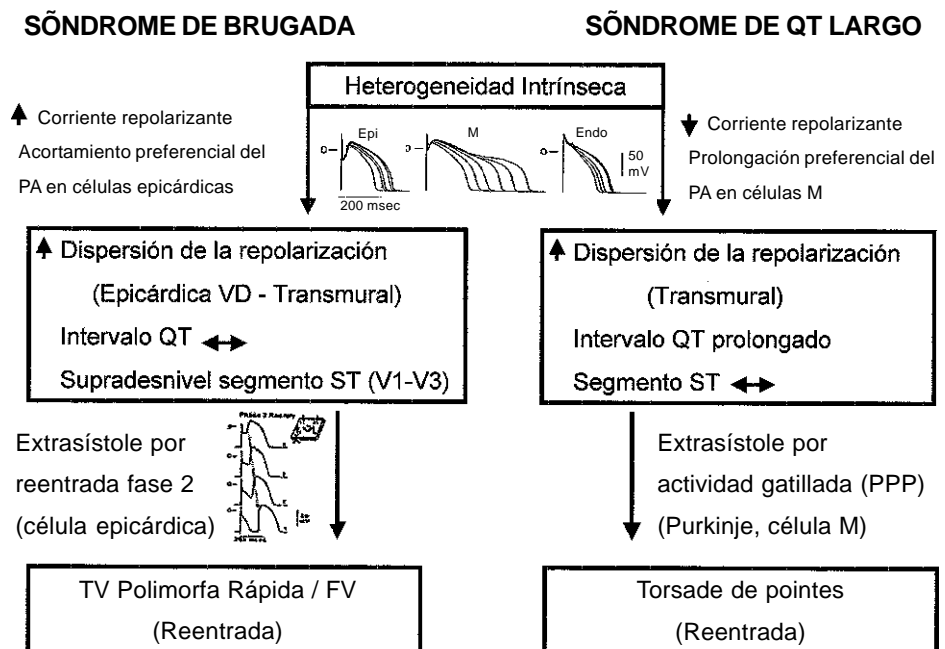 SÕNDROME DE BRUGADA
SÕNDROME DE QT LARGO
Heterogeneidad Intrínseca
Corriente repolarizante
Acortamiento preferencial del
PA en células epicárdicas
Epi
M
Endo
0
0
0
50
mV
200 msec
Corriente repolarizante
Prolongación preferencial del
PA en células M
Dispersión de la repolarización
(Epicárdica VD - Transmural)
Intervalo QT
Supradesnivel segmento ST (V1-V3)
Dispersión de la repolarización
(Transmural)
Intervalo QT prolongado
Segmento ST
Extrasístole por
reentrada fase 2
(célula epicárdica)
Extrasístole por
actividad gatillada (PPP)
(Purkinje, célula M)
TV Polimorfa Rápida / FV
(Reentrada)
Torsade de pointes
(Reentrada)